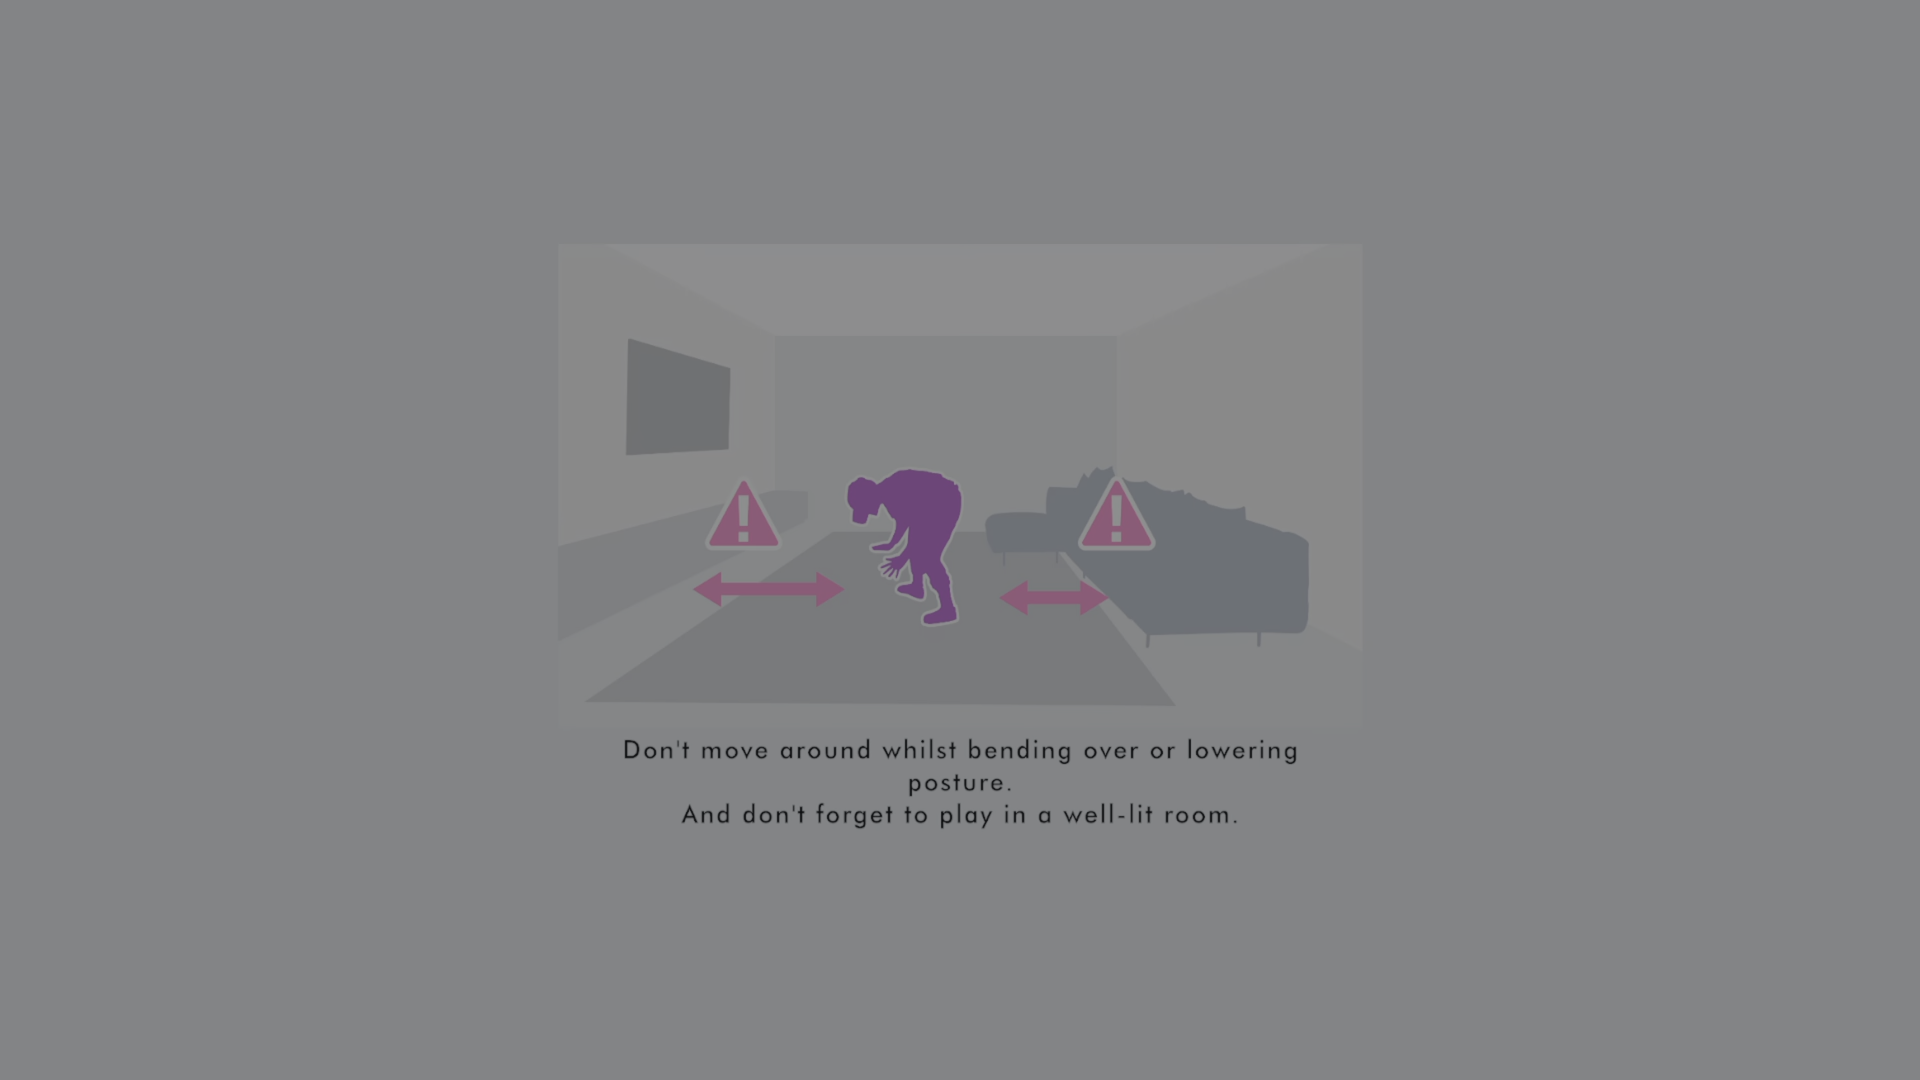 Don't move around whilst bending over or lowering
posture.
And don't forget to play in a well-lit room.